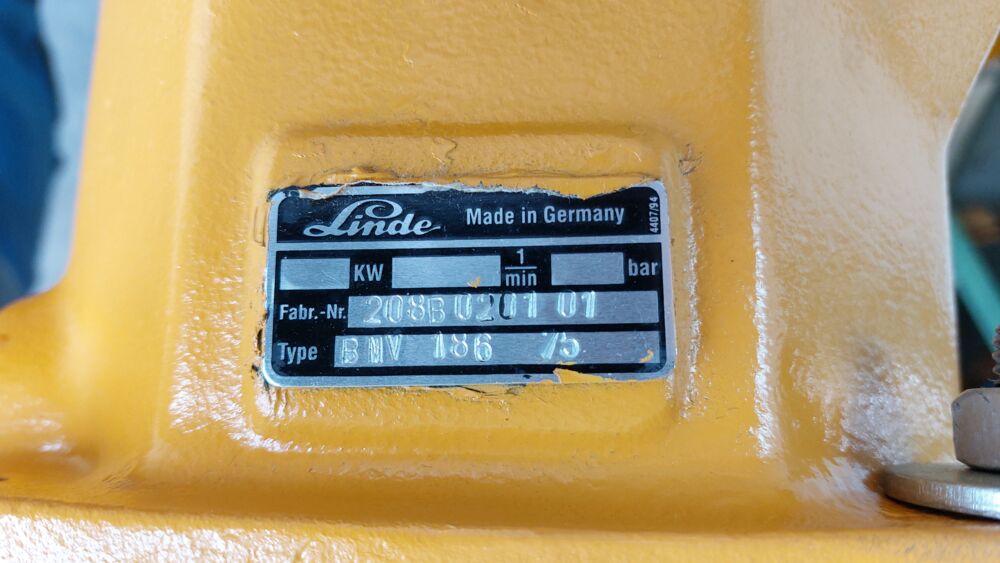 Linde Made in Germany
4407/94
KW 1/min bar
Fabr.-Nr. 208B0201 01
Type BMV 186 75